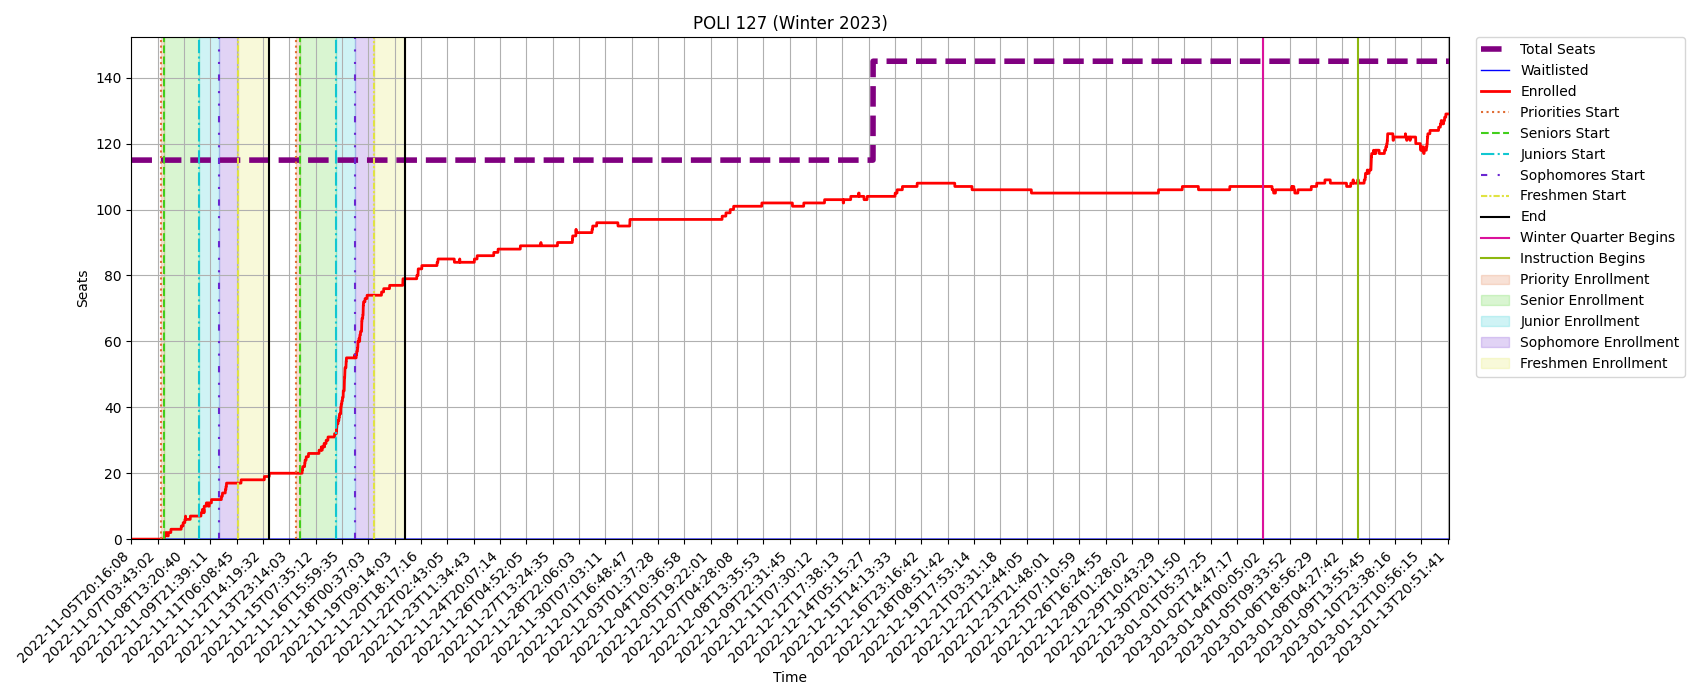 POLI 127 (Winter 2023)
Seats
140
120
100
80
60
40
20
0
2022-11-05T20:16:08
2022-11-07T03:43:02
2022-11-08T13:20:40
2022-11-09T21:39:11
2022-11-11T06:08:45
2022-11-12T14:19:32
2022-11-13T23:14:03
2022-11-15T07:35:12
2022-11-16T15:59:35
2022-11-18T00:37:03
2022-11-19T09:14:03
2022-11-20T18:17:16
2022-11-22T02:43:05
2022-11-23T11:34:43
2022-11-24T20:07:14
2022-11-26T04:52:05
2022-11-27T13:24:35
2022-11-28T22:06:03
2022-11-30T07:03:11
2022-12-01T16:48:47
2022-12-03T01:37:28
2022-12-04T10:36:58
2022-12-05T19:22:01
2022-12-07T04:28:08
2022-12-08T13:35:53
2022-12-09T22:31:45
2022-12-11T07:30:12
2022-12-12T17:38:13
2022-12-14T05:15:27
2022-12-15T14:13:33
2022-12-16T23:16:42
2022-12-18T08:51:42
2022-12-19T17:53:14
2022-12-21T03:31:18
2022-12-22T12:44:05
2022-12-23T21:48:01
2022-12-25T07:10:59
2022-12-26T16:24:55
2022-12-28T01:28:02
2022-12-29T10:43:29
2022-12-30T20:11:50
2023-01-01T05:37:25
2023-01-02T14:47:17
2023-01-04T00:05:02
2023-01-05T09:33:52
2023-01-06T18:56:29
2023-01-08T04:27:42
2023-01-09T13:55:45
2023-01-10T23:38:16
2023-01-12T10:56:15
2023-01-13T20:51:41
Time
Total Seats
Waitlisted
Enrolled
Priorities Start
Seniors Start
Juniors Start
Sophomores Start
Freshmen Start
End
Winter Quarter Begins
Instruction Begins
Priority Enrollment
Senior Enrollment
Junior Enrollment
Sophomore Enrollment
Freshmen Enrollment